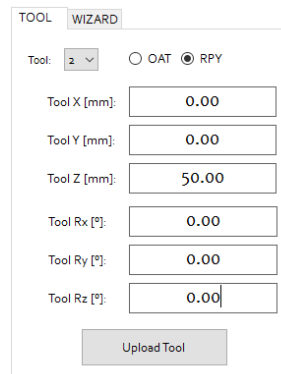 TOOL WIZARD
Tool: 2 OAT RPY
Tool X [mm]: 0.00
Tool Y [mm]: 0.00
Tool Z [mm]: 50.00
Tool Rx [º]: 0.00
Tool Ry [º]: 0.00
Tool Rz [º]: 0.00
Upload Tool